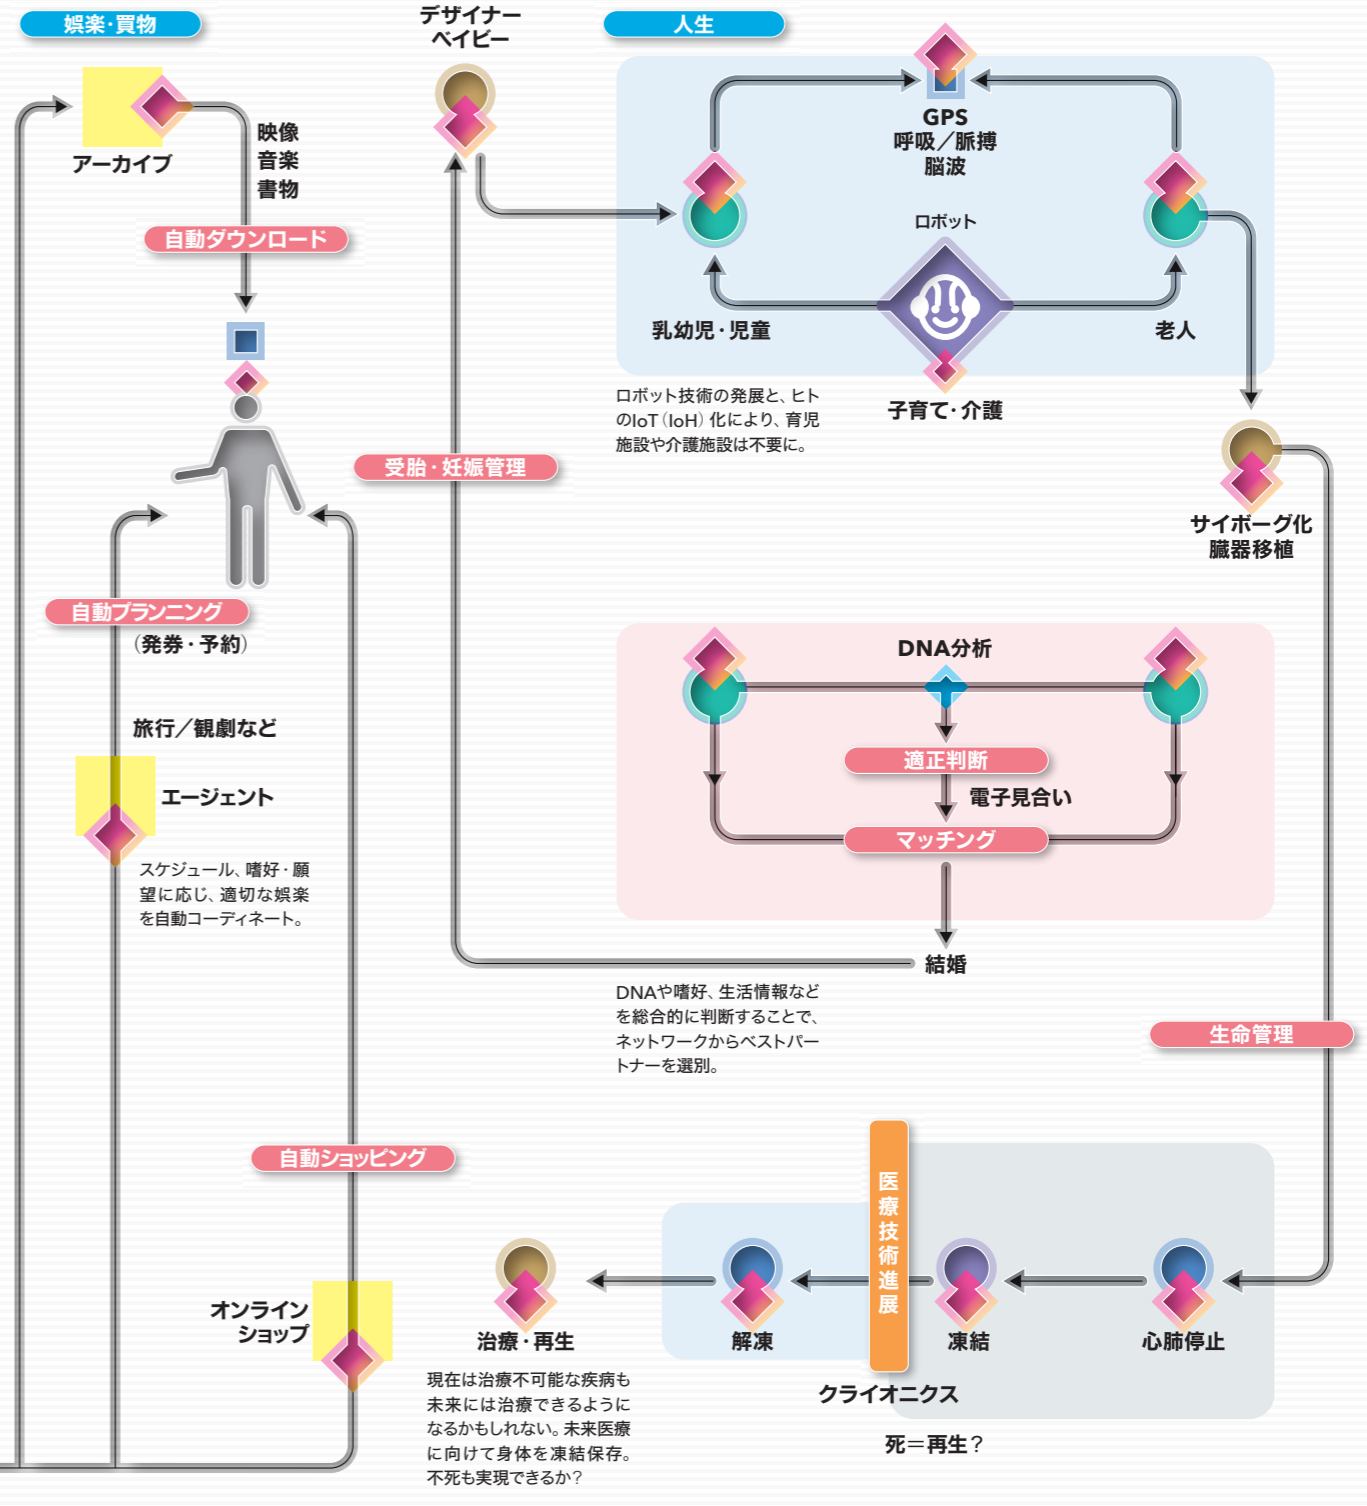 娯楽・買物
アーカイブ
映像
音楽
書物
自動ダウンロード
自動プランニング
（発券・予約）
旅行／観劇など
エージェント
スケジュール、嗜好・願
望に応じ、適切な娯楽
を自動コーディネート。
自動ショッピング
オンライン
ショップ
デザイナー
ベイビー
受胎・妊娠管理
人生
GPS
呼吸／脈搏
脳波
ロボット
乳幼児・児童
老人
子育て・介護
ロボット技術の発展と、ヒト
のIoT（IoH）化により、育児
施設や介護施設は不要に。
サイボーグ化
臓器移植
DNA分析
適正判断
電子見合い
マッチング
結婚
DNAや嗜好、生活情報など
を総合的に判断することで、
ネットワークからベストパー
トナーを選別。
生命管理
医療技術進展
心肺停止
凍結
解凍
治療・再生
クライオニクス
死＝再生？
現在は治療不可能な疾病も
未来には治療できるように
なるかもしれない。未来医療
に向けて身体を凍結保存。
不死も実現できるか？